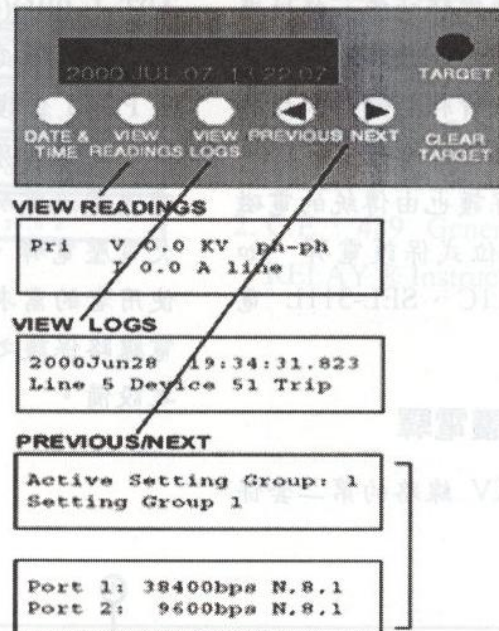 2000 JUL 07 13:22:07
TARGET
DATE & TIME
VIEW READINGS
VIEW LOGS
PREVIOUS
NEXT
CLEAR TARGET
VIEW READINGS
Pri V 0.0 KV ph-ph
I 0.0 A line
VIEW LOGS
2000Jun28 19:34:31.823
Line 5 Device 51 Trip
PREVIOUS/NEXT
Active Setting Group: 1
Setting Group 1
Port 1: 38400bps N,8,1
Port 2: 9600bps N,8,1